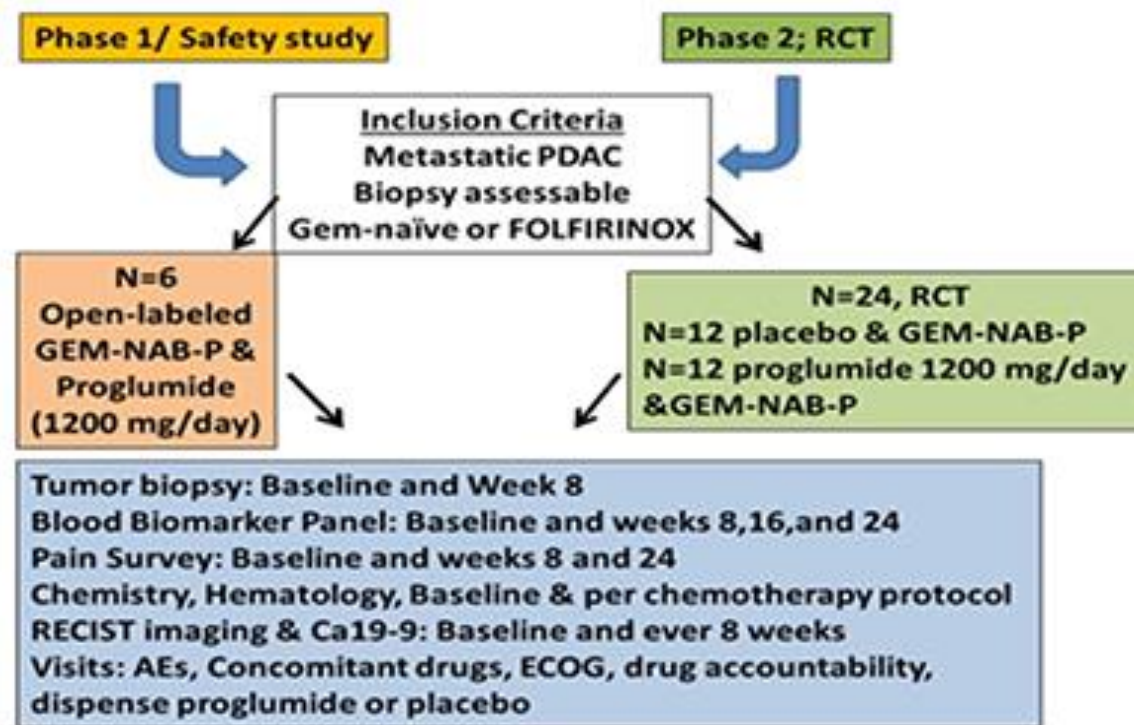 Phase 1/ Safety study
Phase 2; RCT
Inclusion Criteria
Metastatic PDAC
Biopsy assessable
Gem-naïve or FOLFIRINOX
N=6
Open-labeled
GEM-NAB-P &
Proglumide
(1200 mg/day)
N=24, RCT
N=12 placebo & GEM-NAB-P
N=12 proglumide 1200 mg/day
&GEM-NAB-P
Tumor biopsy: Baseline and Week 8
Blood Biomarker Panel: Baseline and weeks 8,16,and 24
Pain Survey: Baseline and weeks 8 and 24
Chemistry, Hematology, Baseline & per chemotherapy protocol
RECIST imaging & Ca19-9: Baseline and ever 8 weeks
Visits: AEs, Concomitant drugs, ECOG, drug accountability,
dispense proglumide or placebo